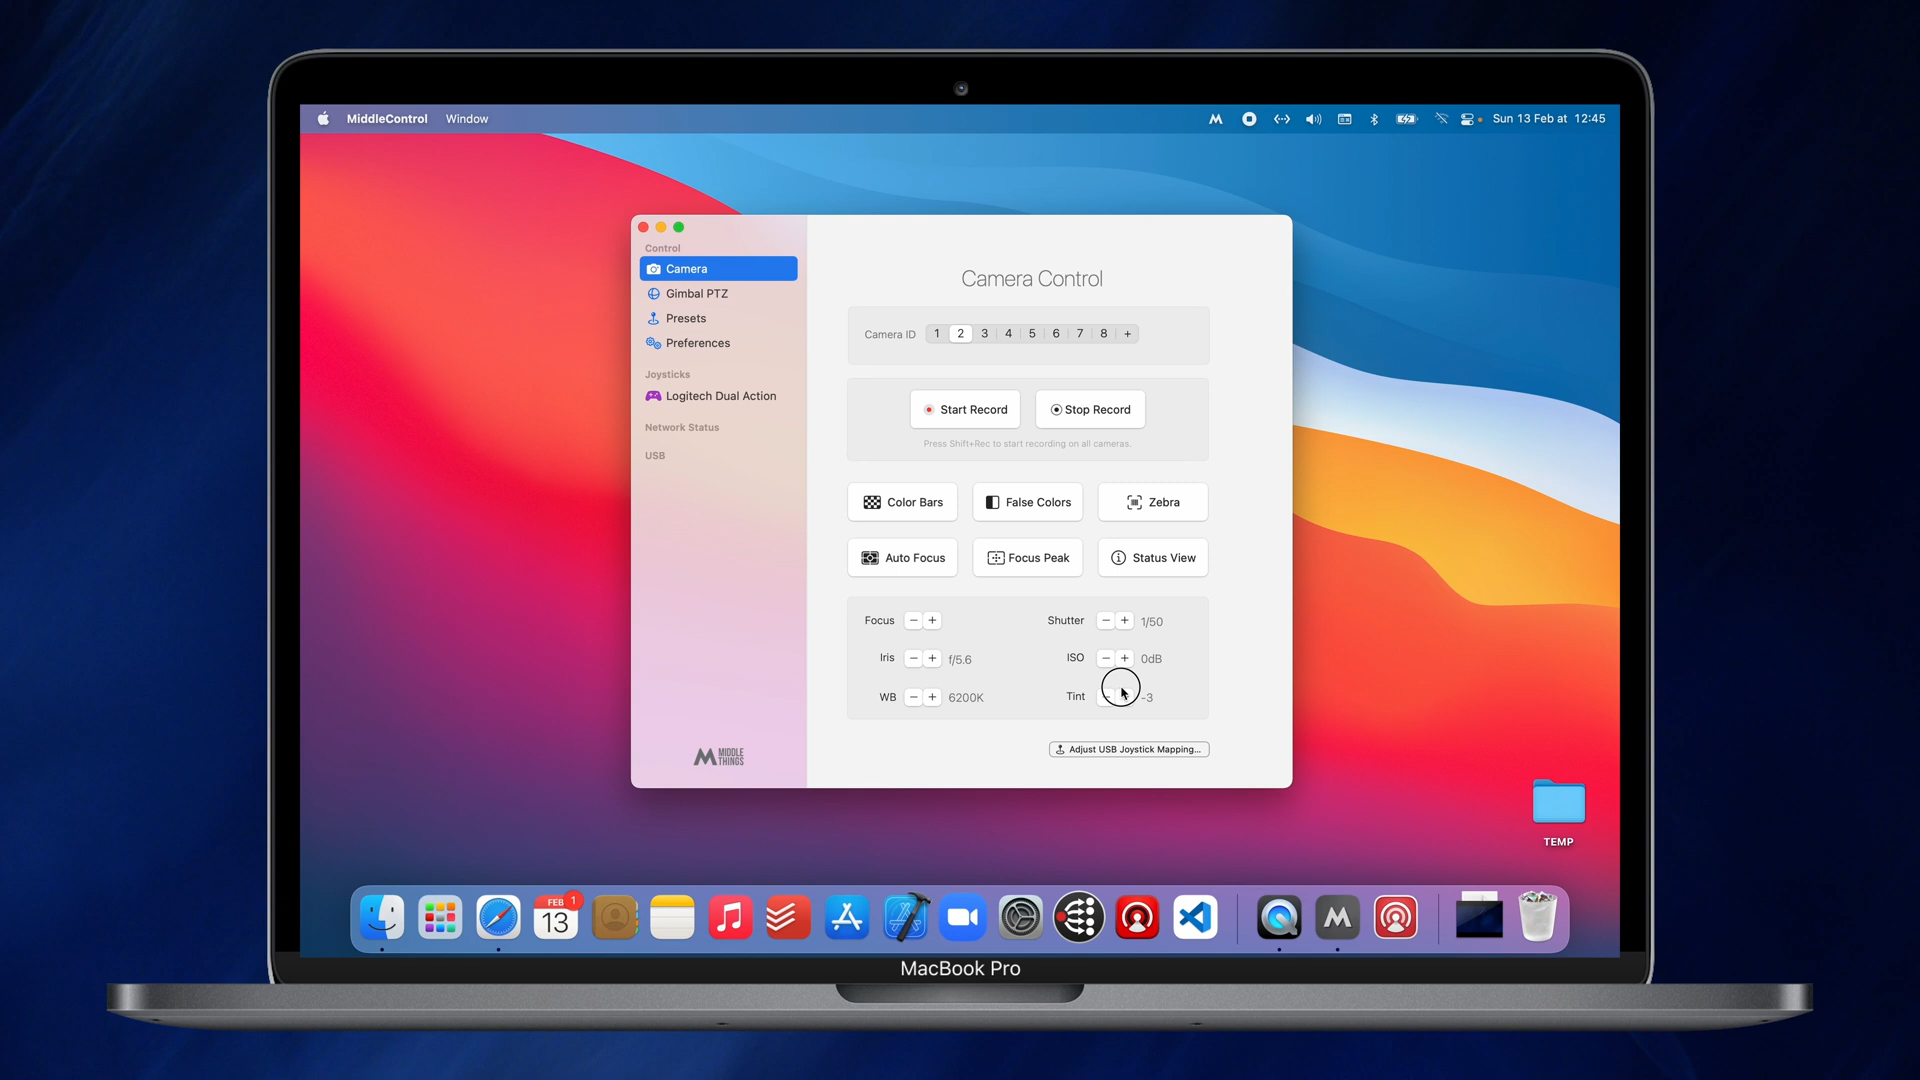 MiddleControl Window
Sun 13 Feb at 12:45
Control
Camera
Gimbal PTZ
Presets
Preferences
Joysticks
Logitech Dual Action
Network Status
USB
MIDDLE
THINGS
Camera Control
Camera ID 1 2 3 4 5 6 7 8 +
Start Record Stop Record
Press Shift+Rec to start recording on all cameras.
Color Bars False Colors Zebra
Auto Focus Focus Peak Status View
Focus − + Shutter − + 1/50
Iris − + f/5.6 ISO − + 0dB
WB − + 6200K Tint − + -3
Adjust USB Joystick Mapping...
TEMP
FEB 1
13
MacBook Pro